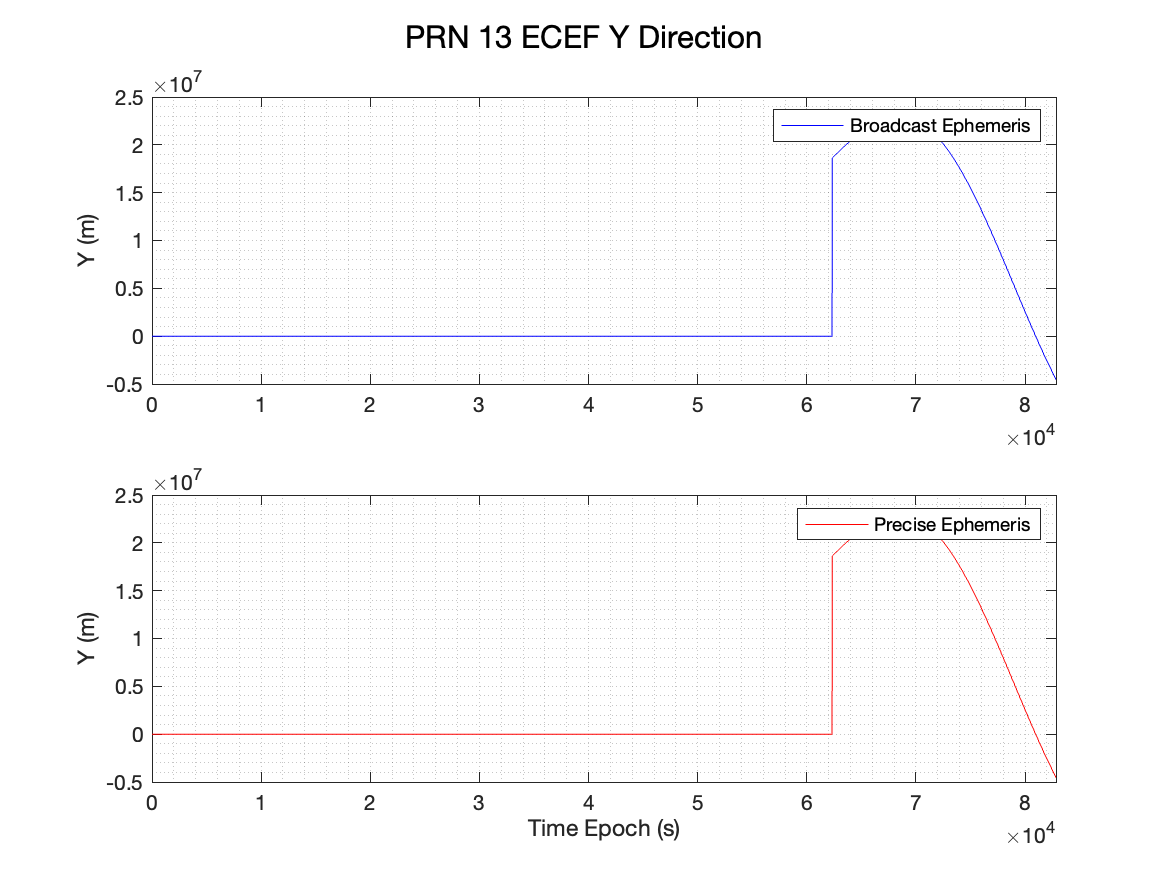 PRN 13 ECEF Y Direction
×10^7
2.5
2
1.5
1
0.5
0
-0.5
Y (m)
Broadcast Ephemeris
0 1 2 3 4 5 6 7 8
×10^4
×10^7
2.5
2
1.5
1
0.5
0
-0.5
Y (m)
Precise Ephemeris
0 1 2 3 4 5 6 7 8
Time Epoch (s)
×10^4